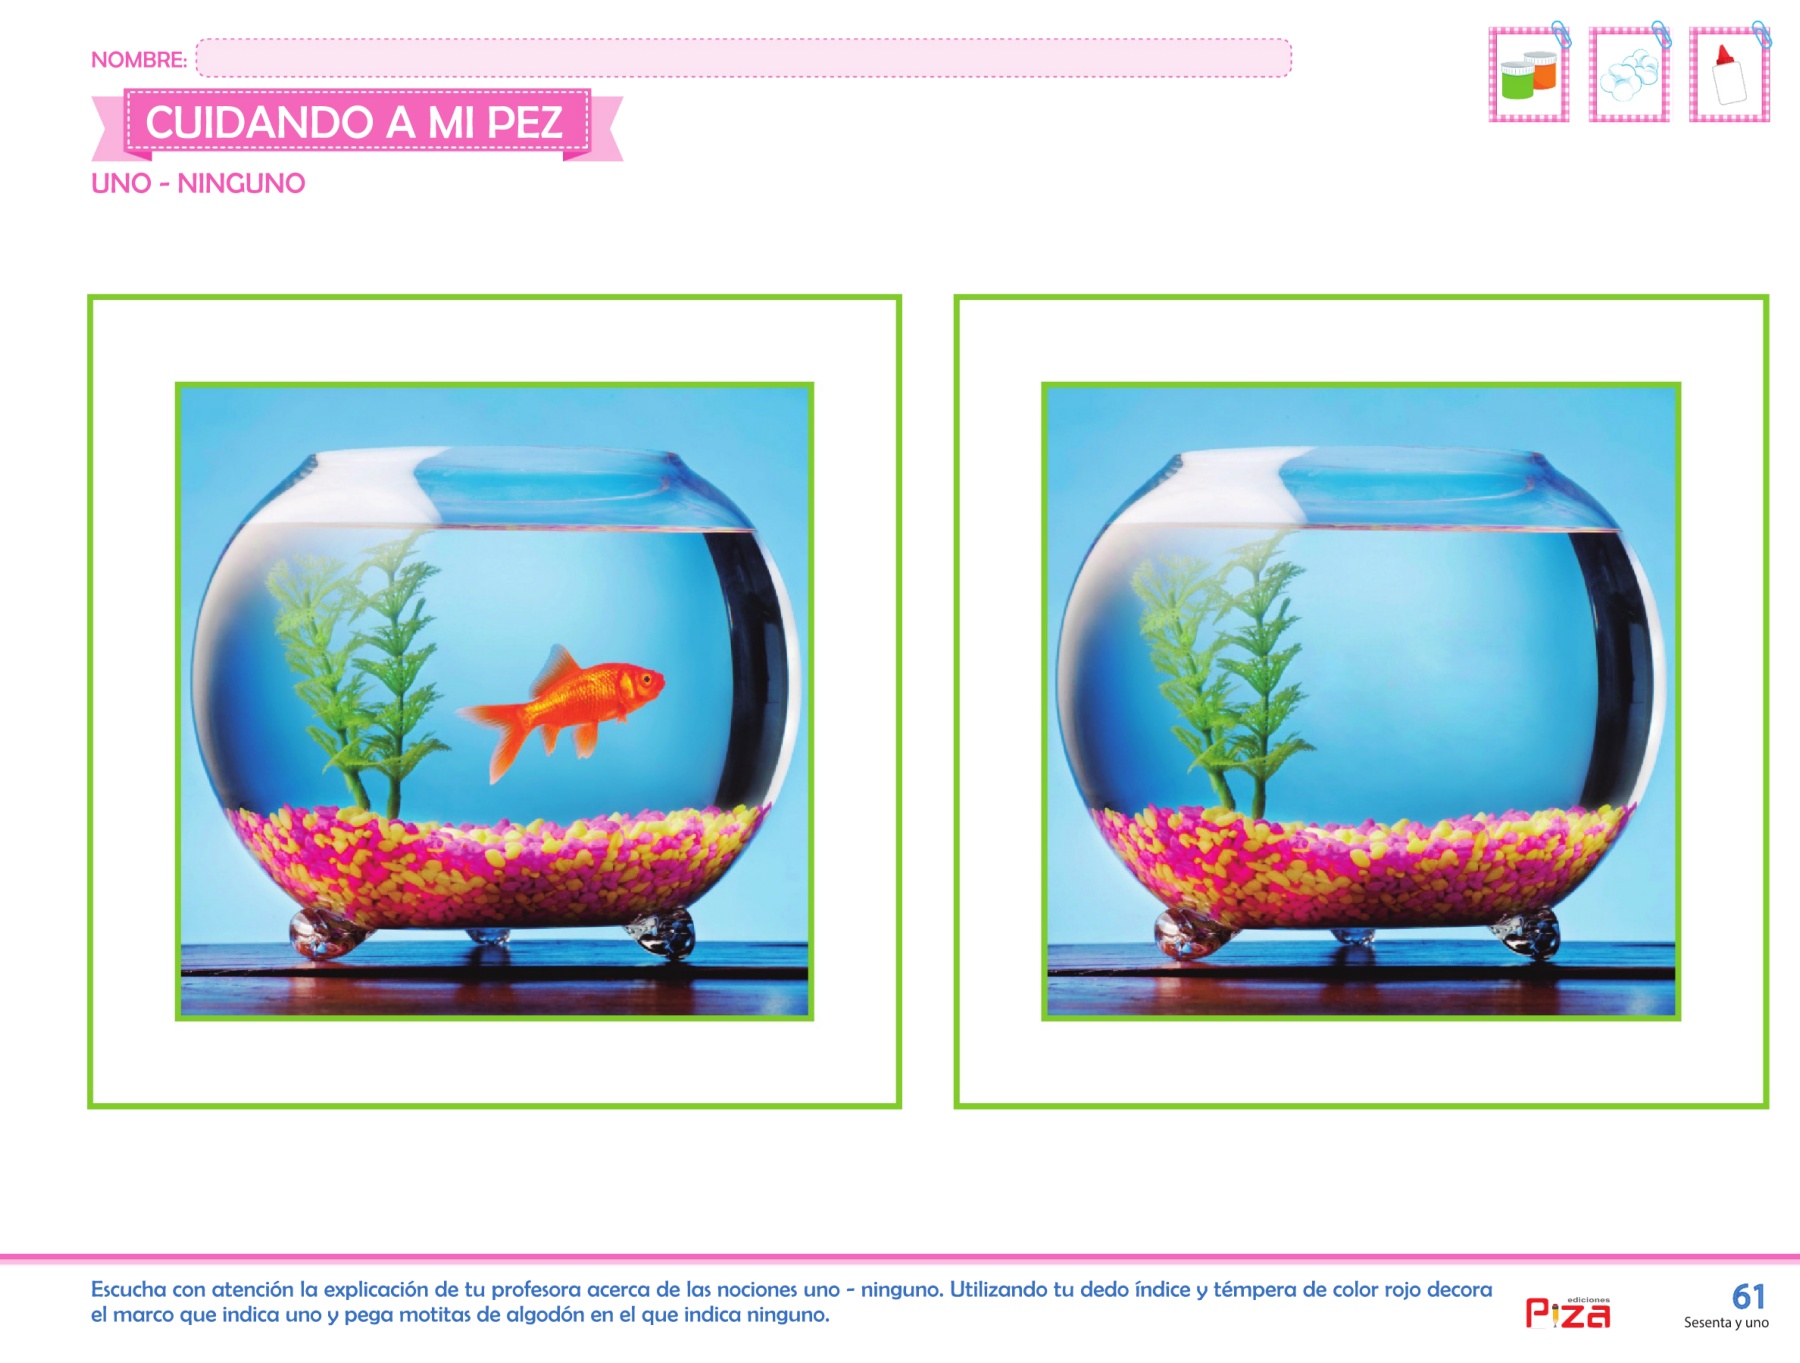 NOMBRE:
CUIDANDO A MI PEZ
UNO - NINGUNO
Escucha con atención la explicación de tu profesora acerca de las nociones uno - ninguno. Utilizando tu dedo índice y témpera de color rojo decora
el marco que indica uno y pega motitas de algodón en el que indica ninguno.
ediciones
Piza
61
Sesenta y uno